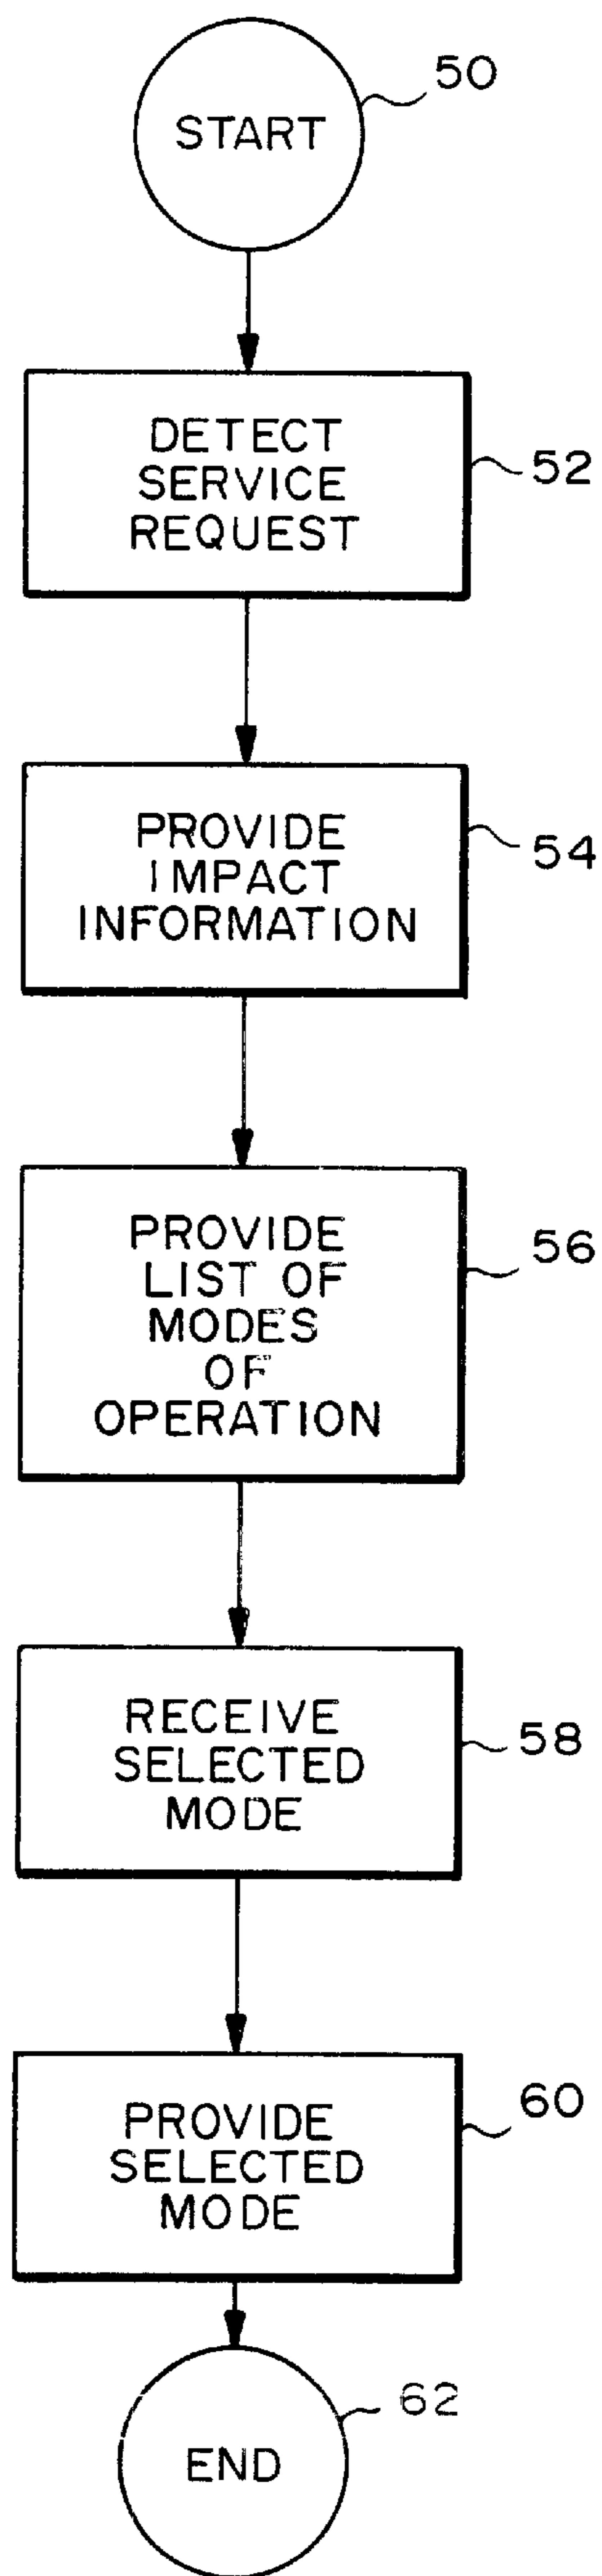 50
START
DETECT
SERVICE
REQUEST
52
PROVIDE
IMPACT
INFORMATION
54
PROVIDE
LIST OF
MODES
OF
OPERATION
56
RECEIVE
SELECTED
MODE
58
PROVIDE
SELECTED
MODE
60
62
END